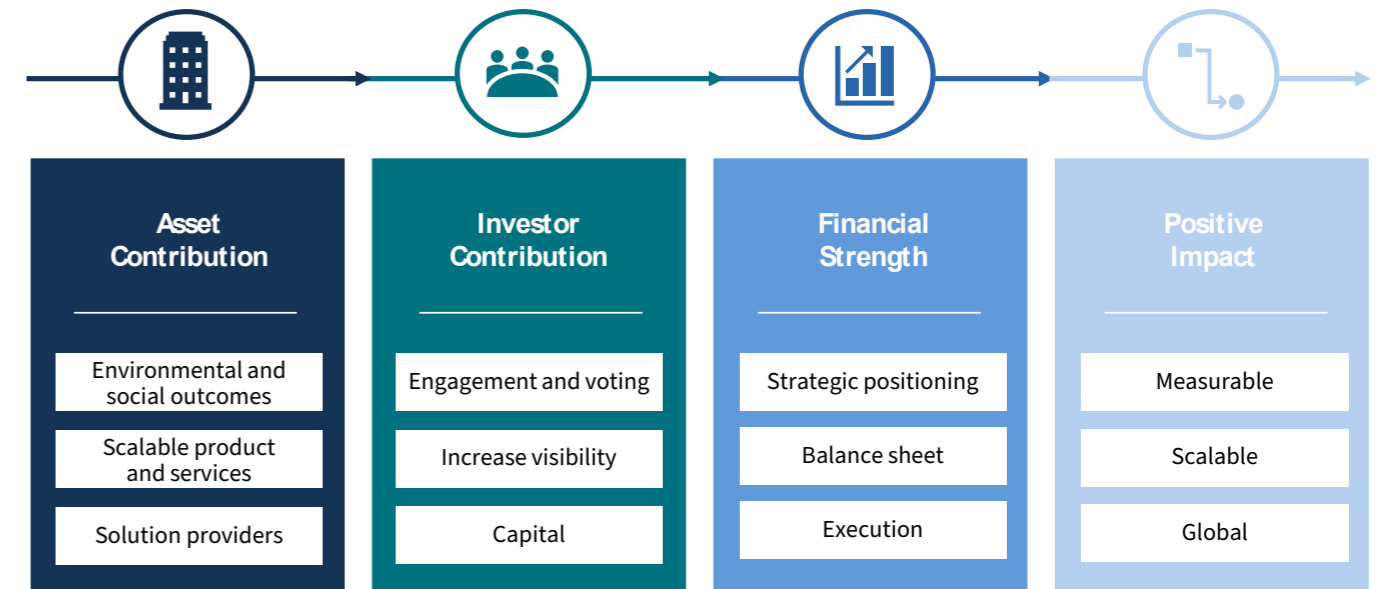 Asset
Contribution
Environmental and
social outcomes
Scalable product
and services
Solution providers
Investor
Contribution
Engagement and voting
Increase visibility
Capital
Financial
Strength
Strategic positioning
Balance sheet
Execution
Positive
Impact
Measurable
Scalable
Global